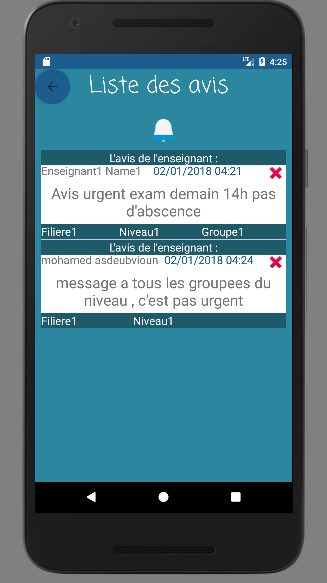 LTE 4:25
Liste des avis
L'avis de l'enseignant :
Enseignant1 Name1 02/01/2018 04:21
Avis urgent exam demain 14h pas
d'abscence
Filiere1 Niveau1 Groupe1
L'avis de l'enseignant :
mohamed asdeubvioun 02/01/2018 04:24
message a tous les groupees du
niveau , c'est pas urgent
Filiere1 Niveau1